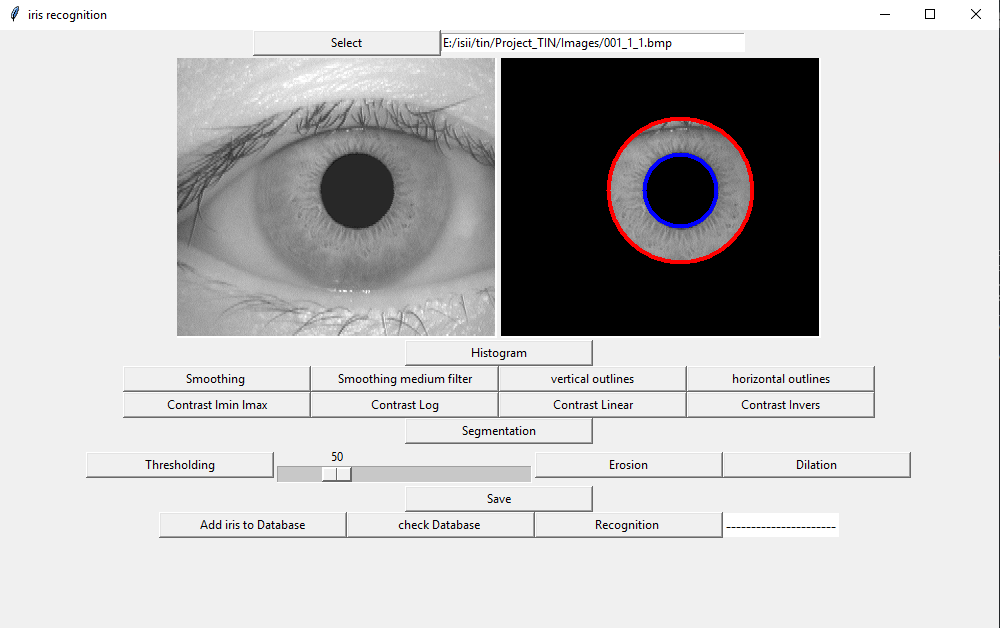 iris recognition
Select E:/isii/tin/Project_TIN/Images/001_1_1.bmp
Histogram
Smoothing Smoothing medium filter vertical outlines horizontal outlines
Contrast Imin Imax Contrast Log Contrast Linear Contrast Invers
Segmentation
50
Thresholding Erosion Dilation
Save
Add iris to Database check Database Recognition ----------------------